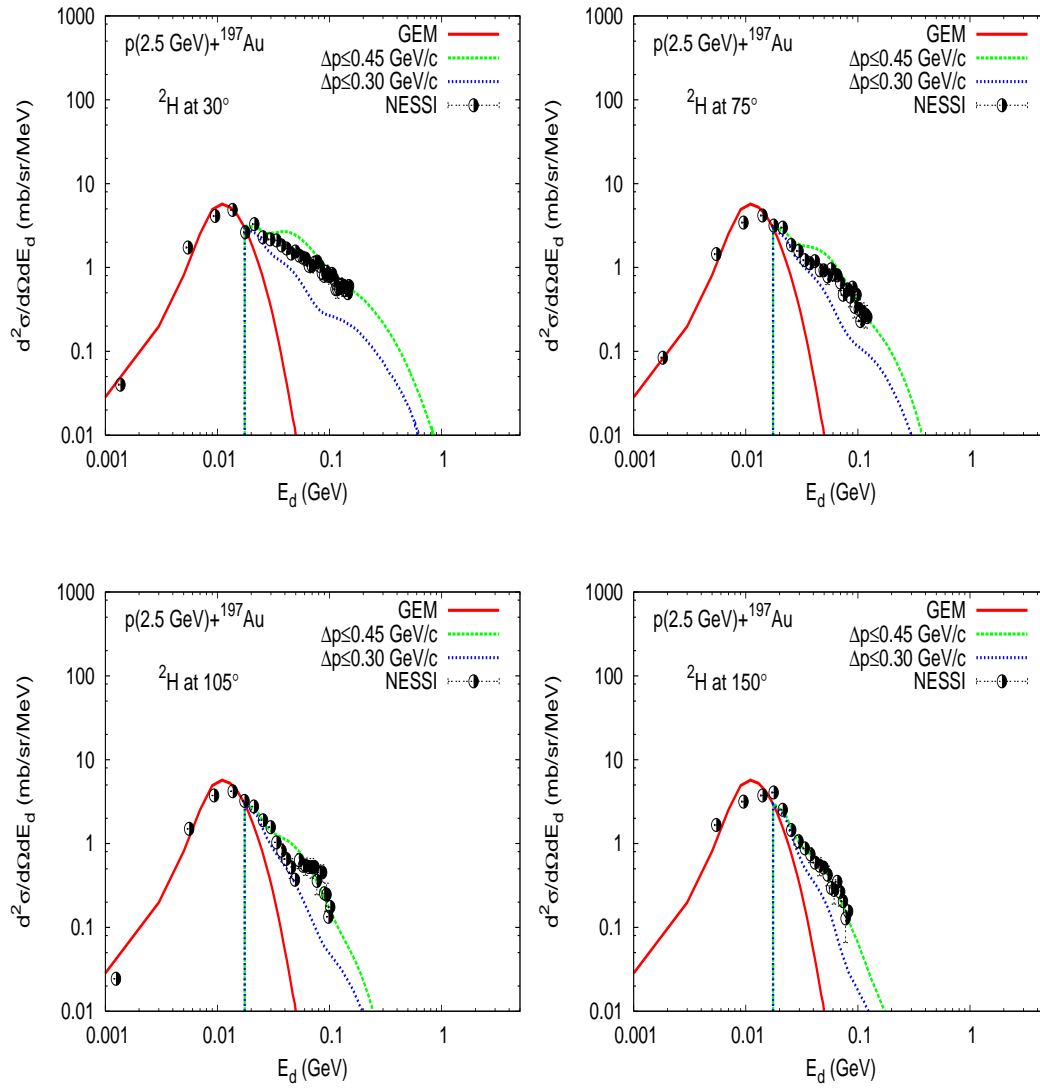 1000
100
10
1
0.1
0.01
0.001
0.01
0.1
1
d²σ/dΩdE_d (mb/sr/MeV)
E_d (GeV)
p(2.5 GeV)+¹⁹⁷Au
²H at 30°
GEM
Δp≤0.45 GeV/c
Δp≤0.30 GeV/c
NESSI
1000
100
10
1
0.1
0.01
0.001
0.01
0.1
1
d²σ/dΩdE_d (mb/sr/MeV)
E_d (GeV)
p(2.5 GeV)+¹⁹⁷Au
²H at 75°
GEM
Δp≤0.45 GeV/c
Δp≤0.30 GeV/c
NESSI
1000
100
10
1
0.1
0.01
0.001
0.01
0.1
1
d²σ/dΩdE_d (mb/sr/MeV)
E_d (GeV)
p(2.5 GeV)+¹⁹⁷Au
²H at 105°
GEM
Δp≤0.45 GeV/c
Δp≤0.30 GeV/c
NESSI
1000
100
10
1
0.1
0.01
0.001
0.01
0.1
1
d²σ/dΩdE_d (mb/sr/MeV)
E_d (GeV)
p(2.5 GeV)+¹⁹⁷Au
²H at 150°
GEM
Δp≤0.45 GeV/c
Δp≤0.30 GeV/c
NESSI